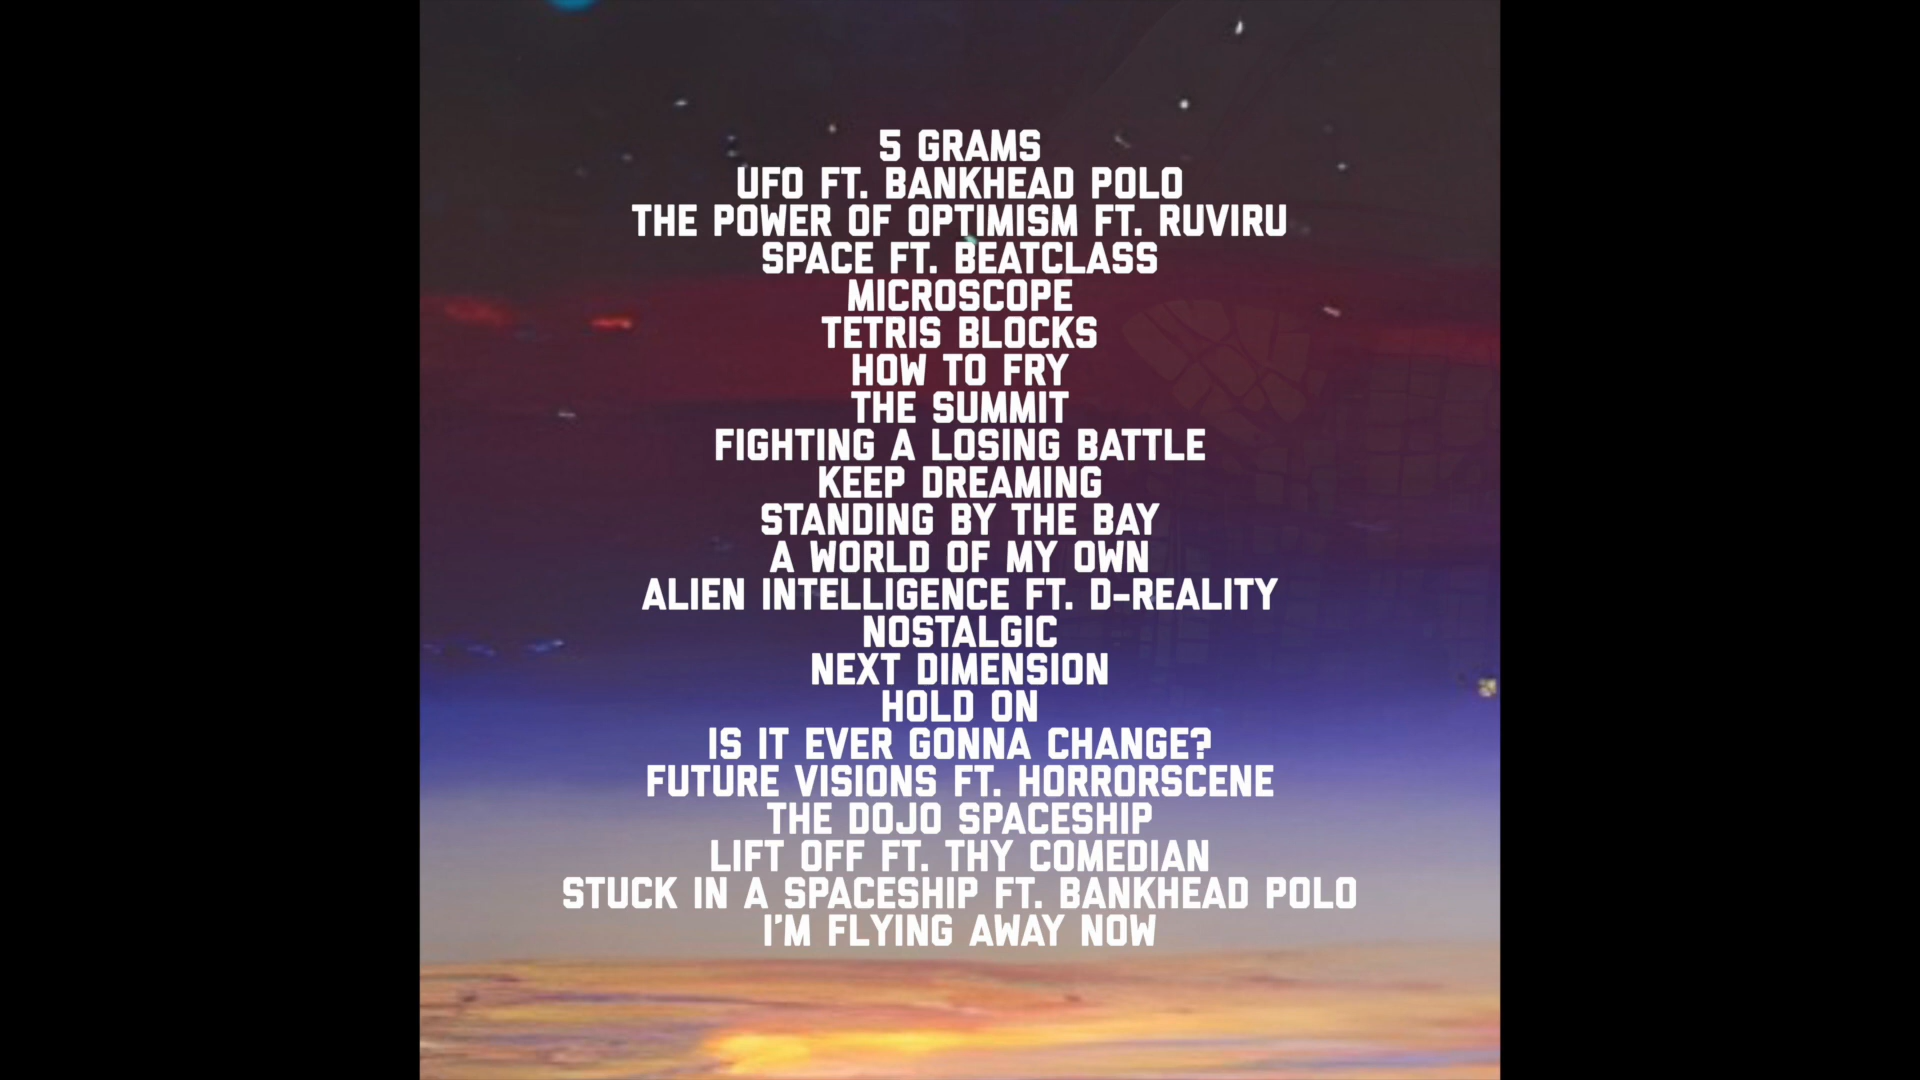 5 GRAMS
UFO FT. BANKHEAD POLO
THE POWER OF OPTIMISM FT. RUVIRU
SPACE FT. BEATCLASS
MICROSCOPE
TETRIS BLOCKS
HOW TO FRY
THE SUMMIT
FIGHTING A LOSING BATTLE
KEEP DREAMING
STANDING BY THE BAY
A WORLD OF MY OWN
ALIEN INTELLIGENCE FT. D-REALITY
NOSTALGIC
NEXT DIMENSION
HOLD ON
IS IT EVER GONNA CHANGE?
FUTURE VISIONS FT. HORRORSCENE
THE DOJO SPACESHIP
LIFT OFF FT. THY COMEDIAN
STUCK IN A SPACESHIP FT. BANKHEAD POLO
I'M FLYING AWAY NOW